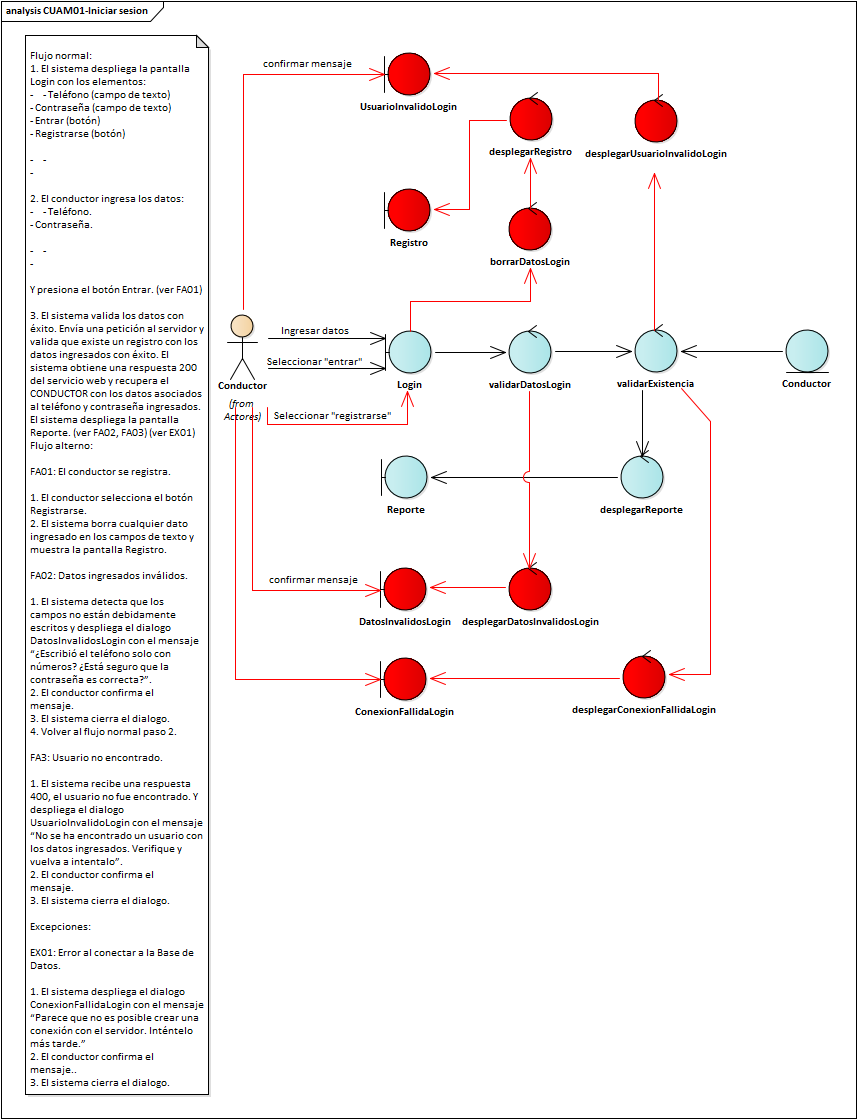 analysis CUAM01-Iniciar sesion
Flujo normal:
1. El sistema despliega la pantalla
Login con los elementos:
-   - Teléfono (campo de texto)
- Contraseña (campo de texto)
- Entrar (botón)
- Registrarse (botón)
-   -
-
2. El conductor ingresa los datos:
-   - Teléfono.
- Contraseña.
-   -
-
Y presiona el botón Entrar. (ver FA01)
3. El sistema valida los datos con
éxito. Envía una petición al servidor y
valida que existe un registro con los
datos ingresados con éxito. El
sistema obtiene una respuesta 200
del servicio web y recupera el
CONDUCTOR con los datos asociados
al teléfono y contraseña ingresados.
El sistema despliega la pantalla
Reporte. (ver FA02, FA03) (ver EX01)
Flujo alterno:
FA01: El conductor se registra.
1. El conductor selecciona el botón
Registrarse.
2. El sistema borra cualquier dato
ingresado en los campos de texto y
muestra la pantalla Registro.
FA02: Datos ingresados inválidos.
1. El sistema detecta que los
campos no están debidamente
escritos y despliega el dialogo
DatosInvalidosLogin con el mensaje
“¿Escribió el teléfono solo con
números? ¿Está seguro que la
contraseña es correcta?”.
2. El conductor confirma el
mensaje.
3. El sistema cierra el dialogo.
4. Volver al flujo normal paso 2.
FA3: Usuario no encontrado.
1. El sistema recibe una respuesta
400, el usuario no fue encontrado. Y
despliega el dialogo
UsuarioInvalidoLogin con el mensaje
“No se ha encontrado un usuario con
los datos ingresados. Verifique y
vuelva a intentalo”.
2. El conductor confirma el
mensaje.
3. El sistema cierra el dialogo.
Excepciones:
EX01: Error al conectar a la Base de
Datos.
1. El sistema despliega el dialogo
ConexionFallidaLogin con el mensaje
“Parece que no es posible crear una
conexión con el servidor. Inténtelo
más tarde.”
2. El conductor confirma el
mensaje..
3. El sistema cierra el dialogo.
confirmar mensaje
UsuarioInvalidoLogin
desplegarRegistro
desplegarUsuarioInvalidoLogin
Registro
borrarDatosLogin
Ingresar datos
Seleccionar "entrar"
Conductor
(from
Actores)
Login
validarDatosLogin
validarExistencia
Conductor
Seleccionar "registrarse"
Reporte
desplegarReporte
confirmar mensaje
DatosInvalidosLogin
desplegarDatosInvalidosLogin
ConexionFallidaLogin
desplegarConexionFallidaLogin